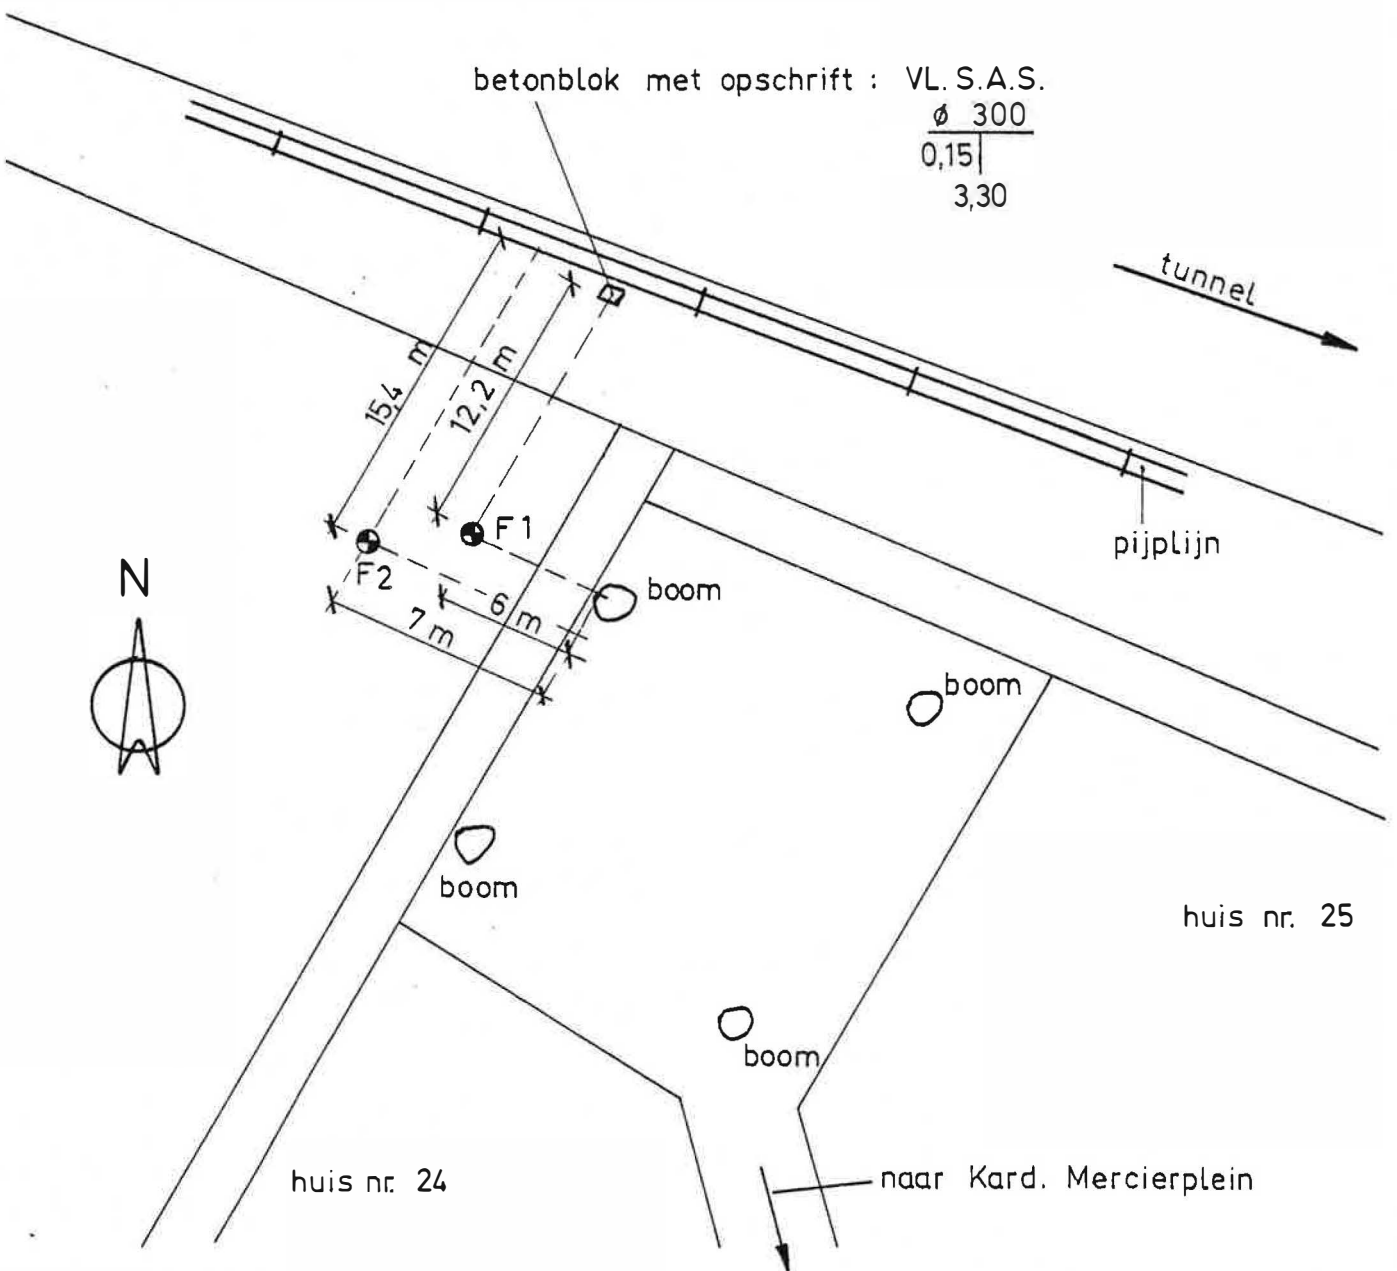 betonblok met opschrift : VL. S.A.S.
ø 300
0,15
3,30
tunnel
15,4 m
12,2 m
F1
F2
N
boom
6 m
7 m
pijplijn
boom
boom
huis nr. 25
boom
huis nr. 24
naar Kard. Mercierplein